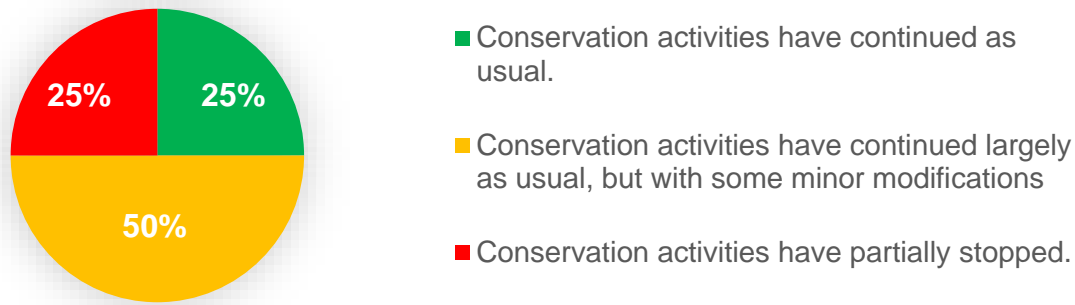 25%
25%
50%
Conservation activities have continued as
usual.
Conservation activities have continued largely
as usual, but with some minor modifications
Conservation activities have partially stopped.